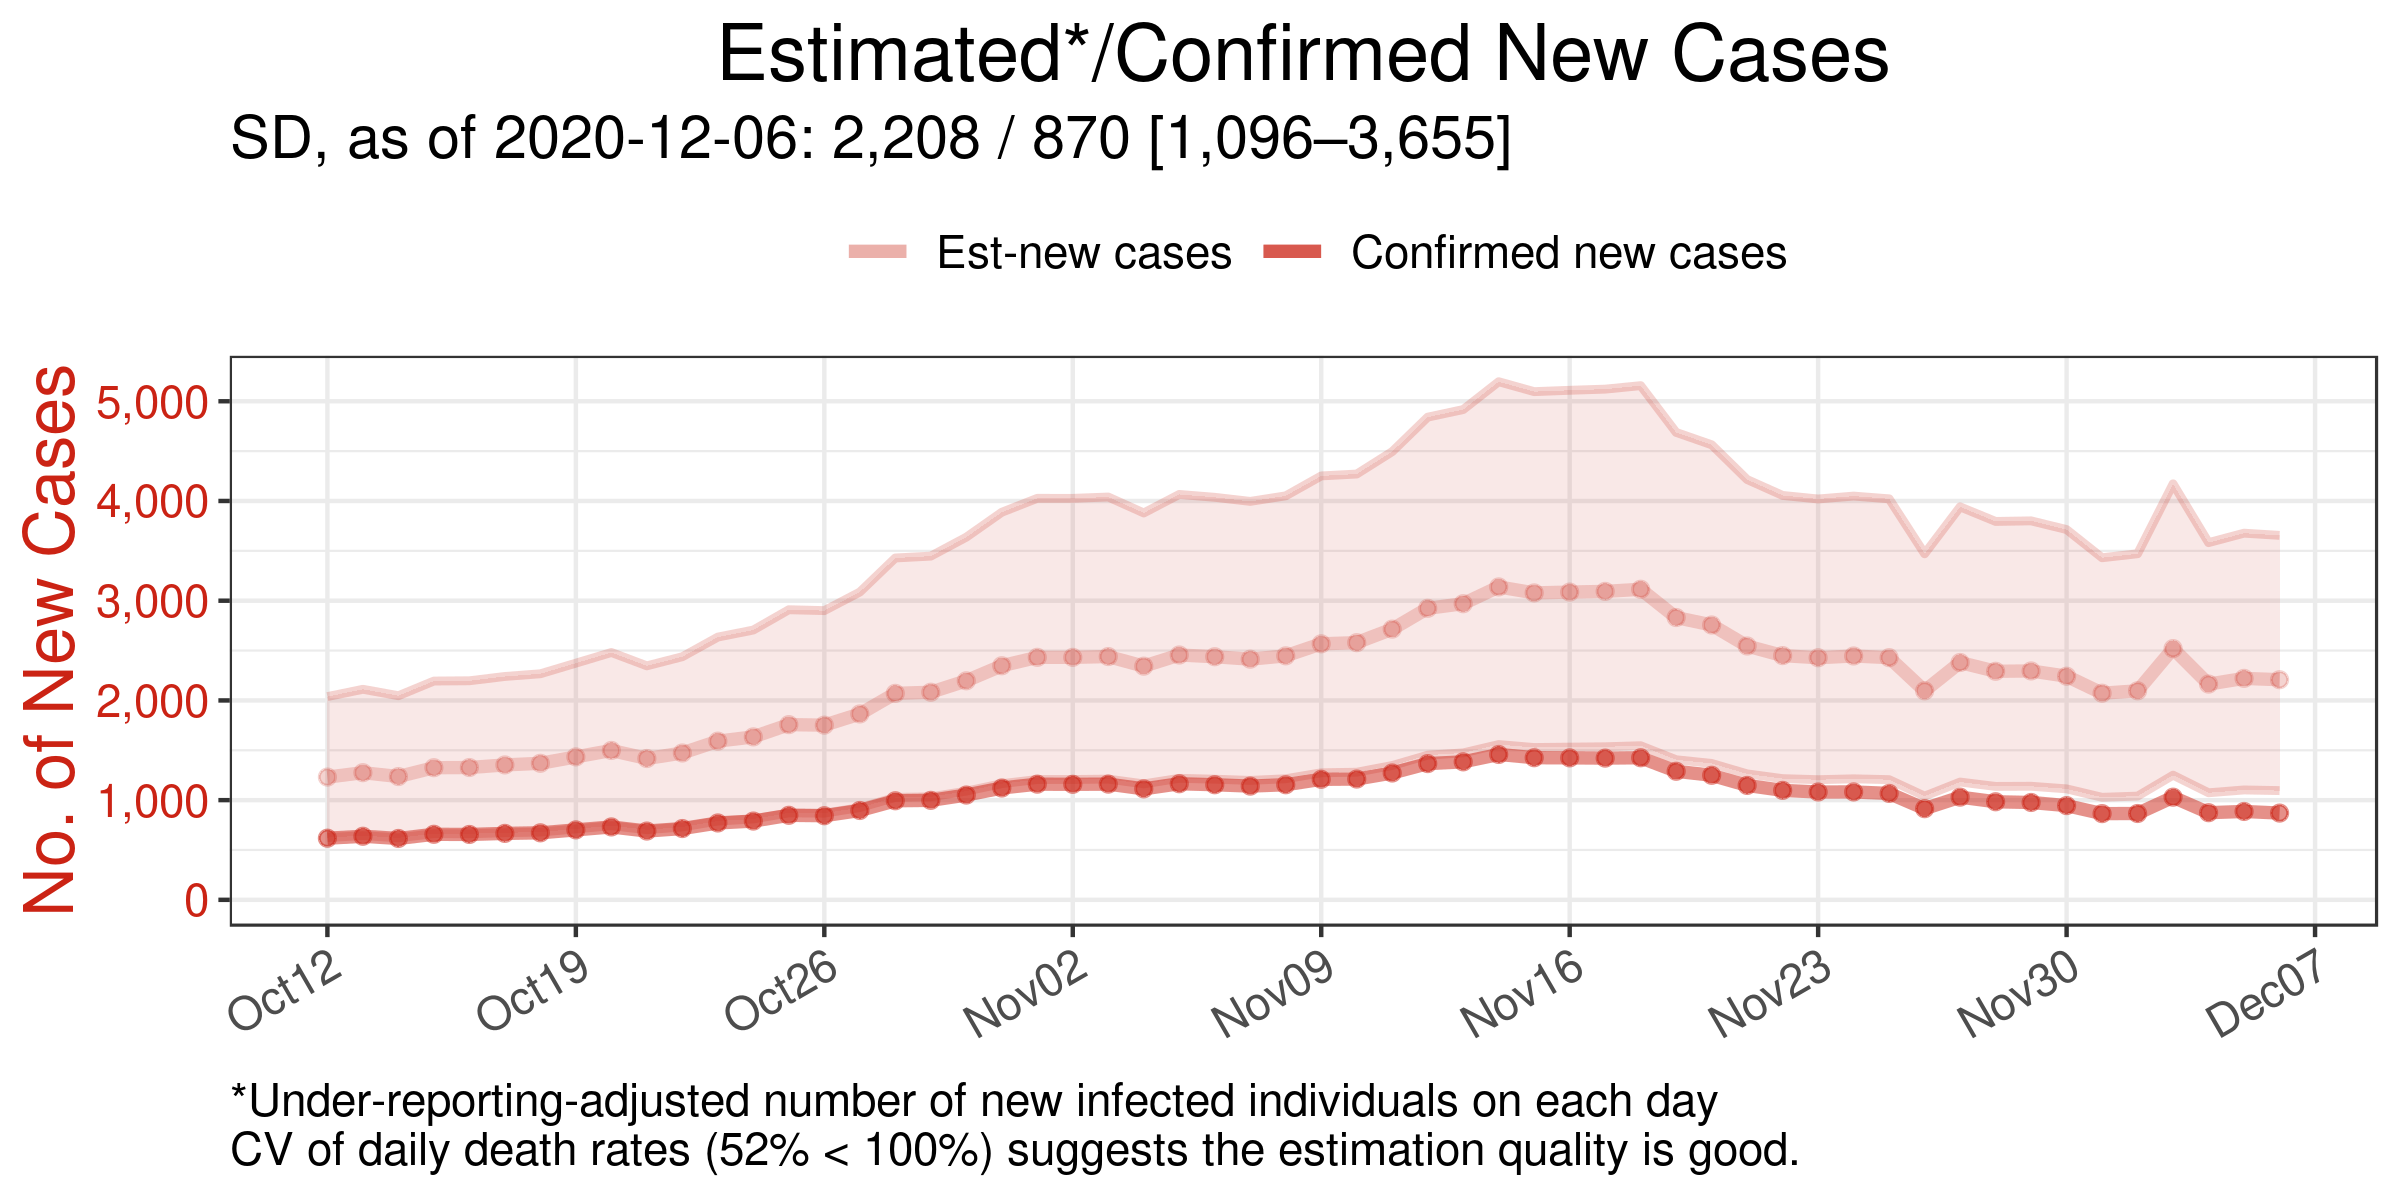 Estimated*/Confirmed New Cases
SD, as of 2020-12-06: 2,208 / 870 [1,096–3,655]
Est-new cases
Confirmed new cases
No. of New Cases
5,000
4,000
3,000
2,000
1,000
0
Oct12
Oct19
Oct26
Nov02
Nov09
Nov16
Nov23
Nov30
Dec07
*Under-reporting-adjusted number of new infected individuals on each day
CV of daily death rates (52% < 100%) suggests the estimation quality is good.